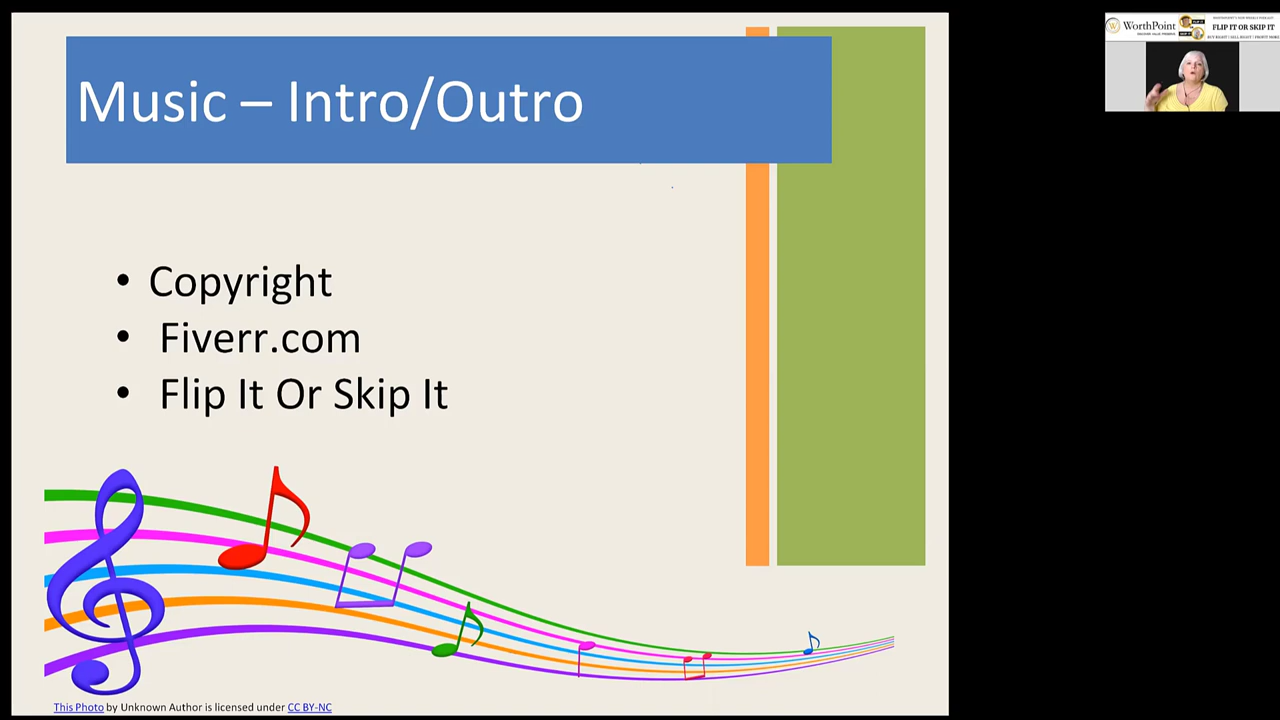 Music – Intro/Outro
• Copyright
• Fiverr.com
• Flip It Or Skip It
This Photo by Unknown Author is licensed under CC BY-NC
WorthPoint
FLIP IT OR SKIP IT